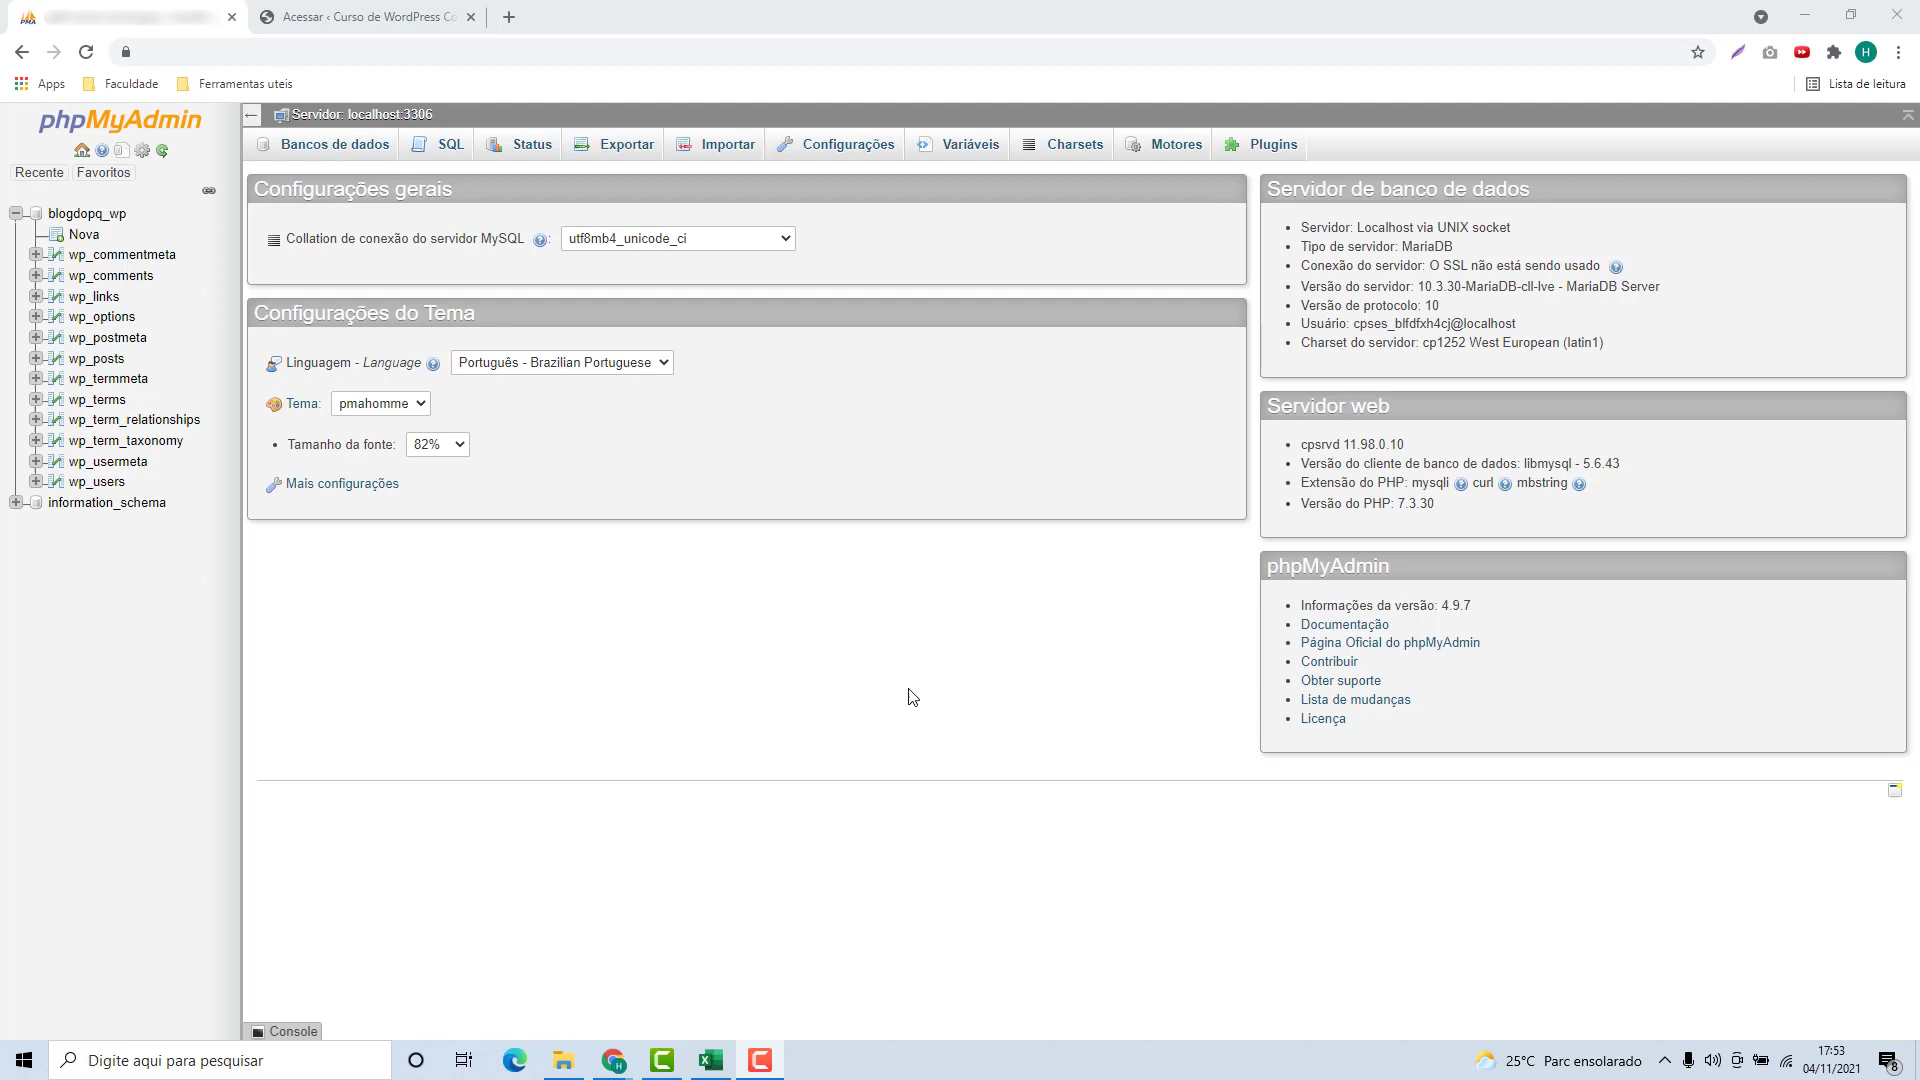 Acessar ‹ Curso de WordPress Co
Apps
Faculdade
Ferramentas uteis
Lista de leitura
H
phpMyAdmin
Recente
Favoritos
blogdopq_wp
Nova
wp_commentmeta
wp_comments
wp_links
wp_options
wp_postmeta
wp_posts
wp_termmeta
wp_terms
wp_term_relationships
wp_term_taxonomy
wp_usermeta
wp_users
information_schema
Servidor: localhost:3306
Bancos de dados
SQL
Status
Exportar
Importar
Configurações
Variáveis
Charsets
Motores
Plugins
Configurações gerais
Collation de conexão do servidor MySQL : utf8mb4_unicode_ci
Configurações do Tema
Linguagem - Language Português - Brazilian Portuguese
Tema: pmahomme
• Tamanho da fonte: 82%
Mais configurações
Servidor de banco de dados
• Servidor: Localhost via UNIX socket
• Tipo de servidor: MariaDB
• Conexão do servidor: O SSL não está sendo usado
• Versão do servidor: 10.3.30-MariaDB-cll-lve - MariaDB Server
• Versão de protocolo: 10
• Usuário: cpses_blfdfxh4cj@localhost
• Charset do servidor: cp1252 West European (latin1)
Servidor web
• cpsrvd 11.98.0.10
• Versão do cliente de banco de dados: libmysql - 5.6.43
• Extensão do PHP: mysqli curl mbstring
• Versão do PHP: 7.3.30
phpMyAdmin
• Informações da versão: 4.9.7
• Documentação
• Página Oficial do phpMyAdmin
• Contribuir
• Obter suporte
• Lista de mudanças
• Licença
Console
Digite aqui para pesquisar
25°C Parc ensolarado
17:53
04/11/2021
8